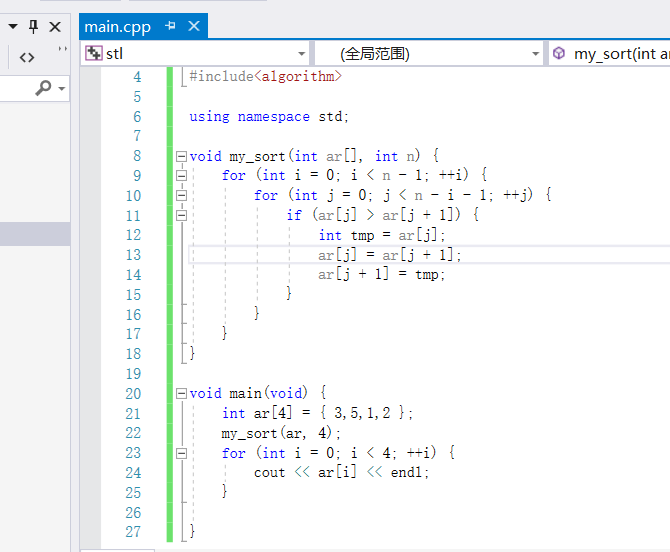 main.cpp
stl (全局范围) my_sort(int ar
4 #include<algorithm>
5
6 using namespace std;
7
8 void my_sort(int ar[], int n) {
9 for (int i = 0; i < n - 1; ++i) {
10 for (int j = 0; j < n - i - 1; ++j) {
11 if (ar[j] > ar[j + 1]) {
12 int tmp = ar[j];
13 ar[j] = ar[j + 1];
14 ar[j + 1] = tmp;
15 }
16 }
17 }
18 }
19
20 void main(void) {
21 int ar[4] = { 3,5,1,2 };
22 my_sort(ar, 4);
23 for (int i = 0; i < 4; ++i) {
24 cout << ar[i] << endl;
25 }
26
27 }